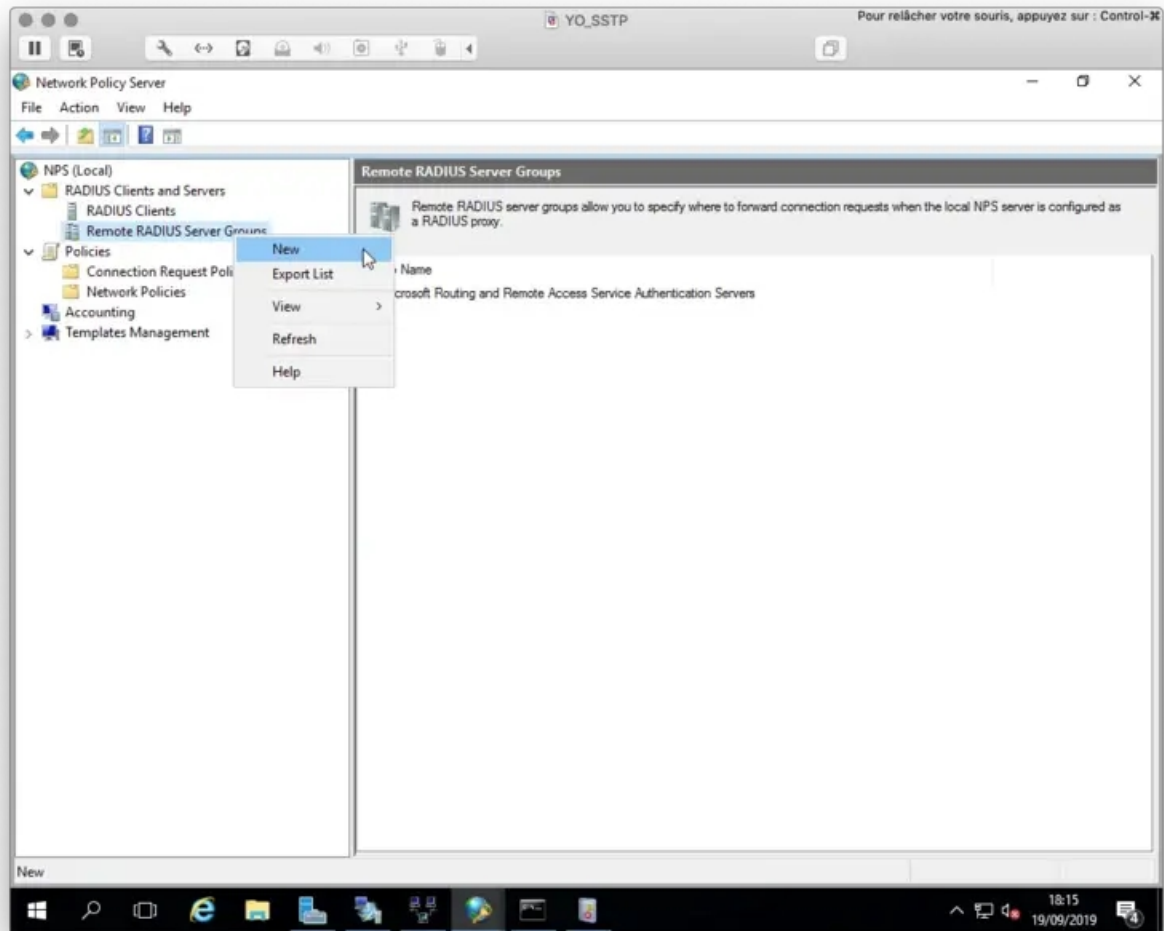 YO_SSTP
Pour relâcher votre souris, appuyez sur : Control-⌘
Network Policy Server
File Action View Help
NPS (Local)
RADIUS Clients and Servers
RADIUS Clients
Remote RADIUS Server Groups
Policies
Connection Request Poli
Network Policies
Accounting
Templates Management
New
Export List
View
Refresh
Help
Remote RADIUS Server Groups
Remote RADIUS server groups allow you to specify where to forward connection requests when the local NPS server is configured as
a RADIUS proxy.
Name
crosoft Routing and Remote Access Service Authentication Servers
New
18:15
19/09/2019
4